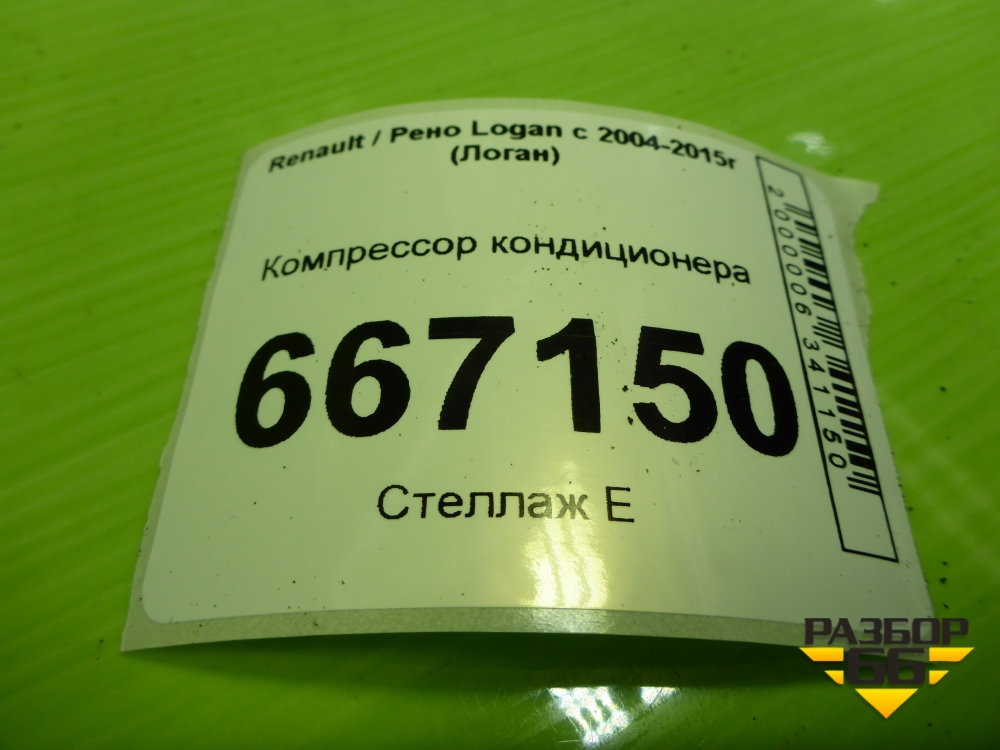 Renault / Рено Logan с 2004-2015г
(Логан)
Компрессор кондиционера
667150
Стеллаж Е
2000006341150
РАЗБОР
66